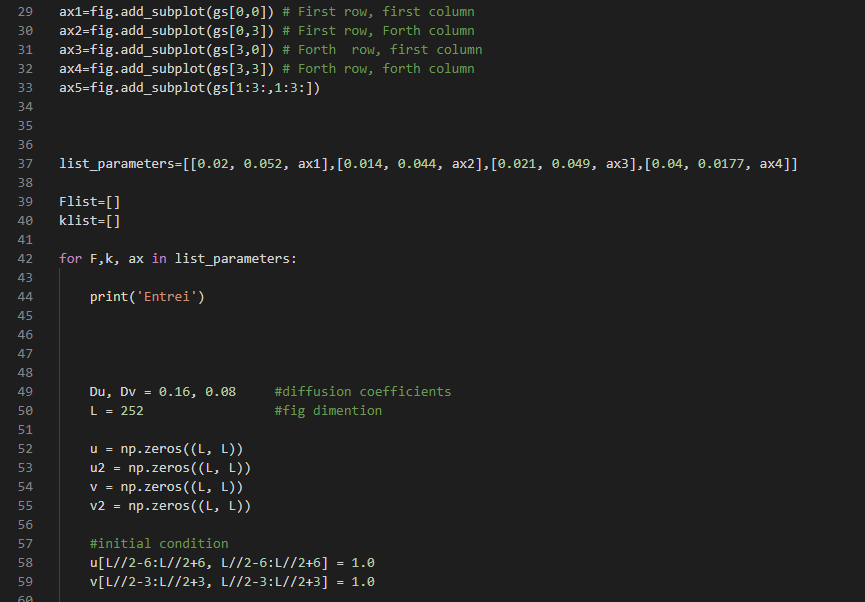 29 ax1=fig.add_subplot(gs[0,0]) # First row, first column
30 ax2=fig.add_subplot(gs[0,3]) # First row, Forth column
31 ax3=fig.add_subplot(gs[3,0]) # Forth  row, first column
32 ax4=fig.add_subplot(gs[3,3]) # Forth row, forth column
33 ax5=fig.add_subplot(gs[1:3:,1:3:])
34
35
36
37 list_parameters=[[0.02, 0.052, ax1],[0.014, 0.044, ax2],[0.021, 0.049, ax3],[0.04, 0.0177, ax4]]
38
39 Flist=[]
40 klist=[]
41
42 for F,k, ax in list_parameters:
43
44     print('Entrei')
45
46
47
48
49     Du, Dv = 0.16, 0.08     #diffusion coefficients
50     L = 252                 #fig dimention
51
52     u = np.zeros((L, L))
53     u2 = np.zeros((L, L))
54     v = np.zeros((L, L))
55     v2 = np.zeros((L, L))
56
57     #initial condition
58     u[L//2-6:L//2+6, L//2-6:L//2+6] = 1.0
59     v[L//2-3:L//2+3, L//2-3:L//2+3] = 1.0
60